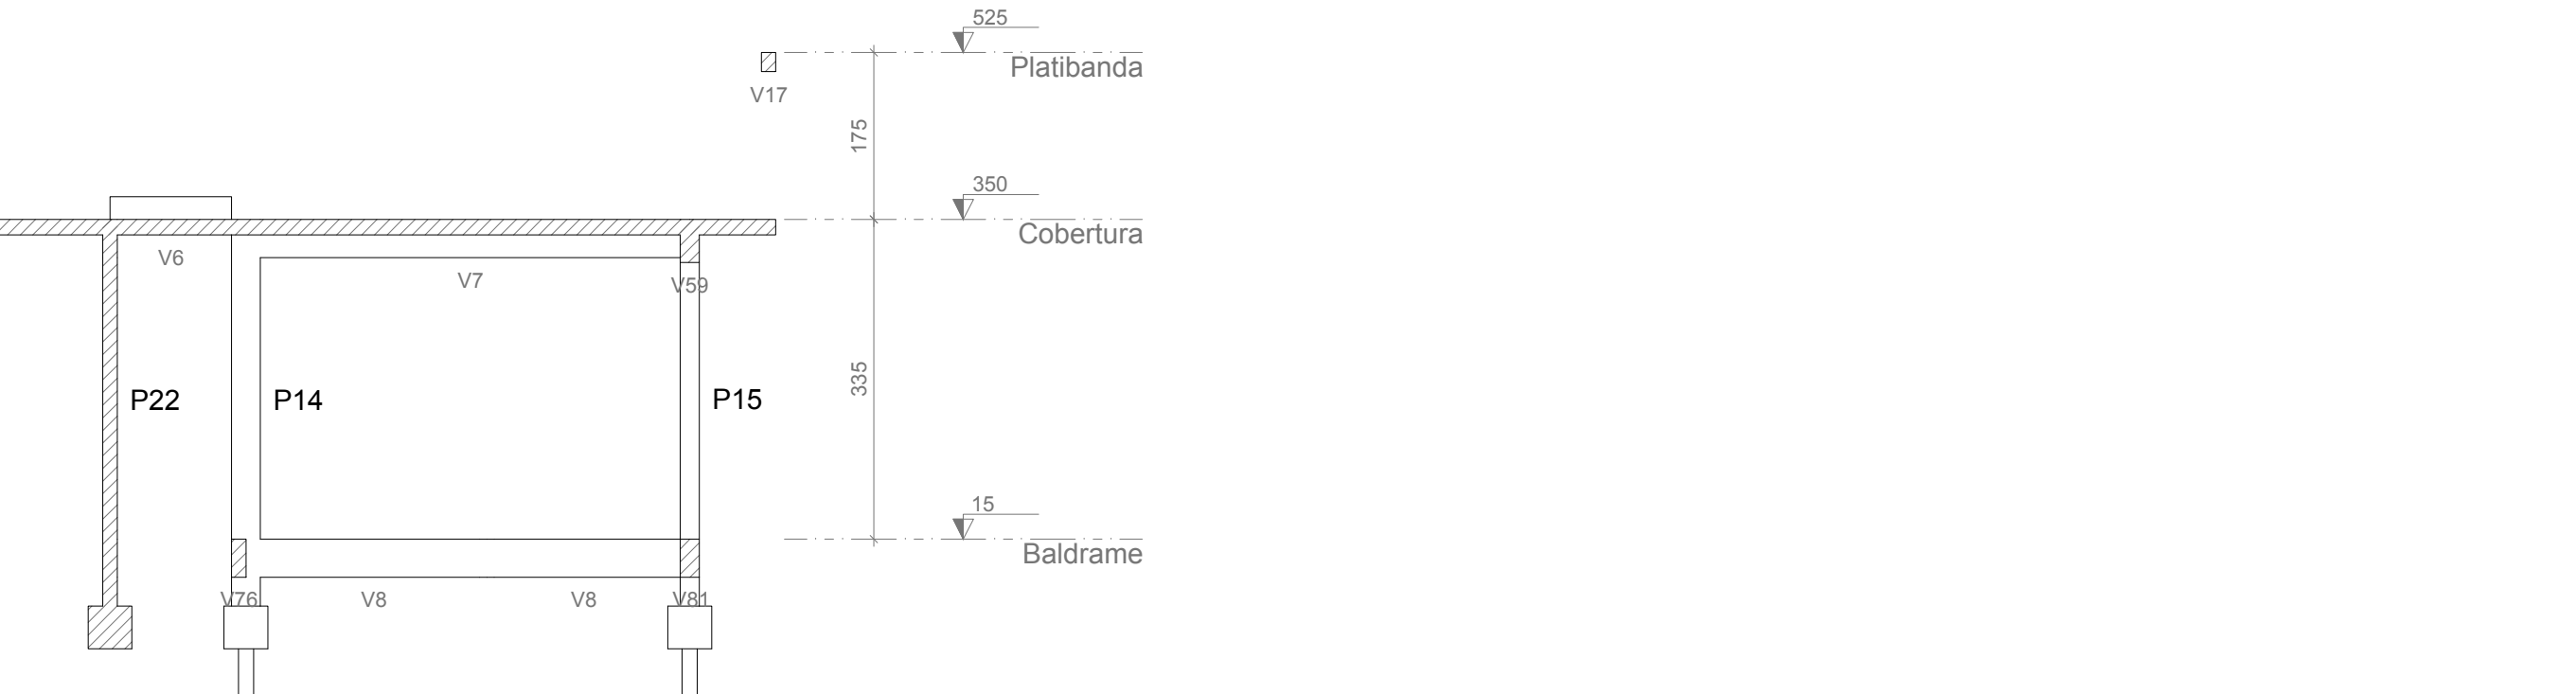 525
Platibanda
V17
175
350
Cobertura
V6
V7
V59
335
P22
P14
P15
15
Baldrame
V76
V8
V8
V81